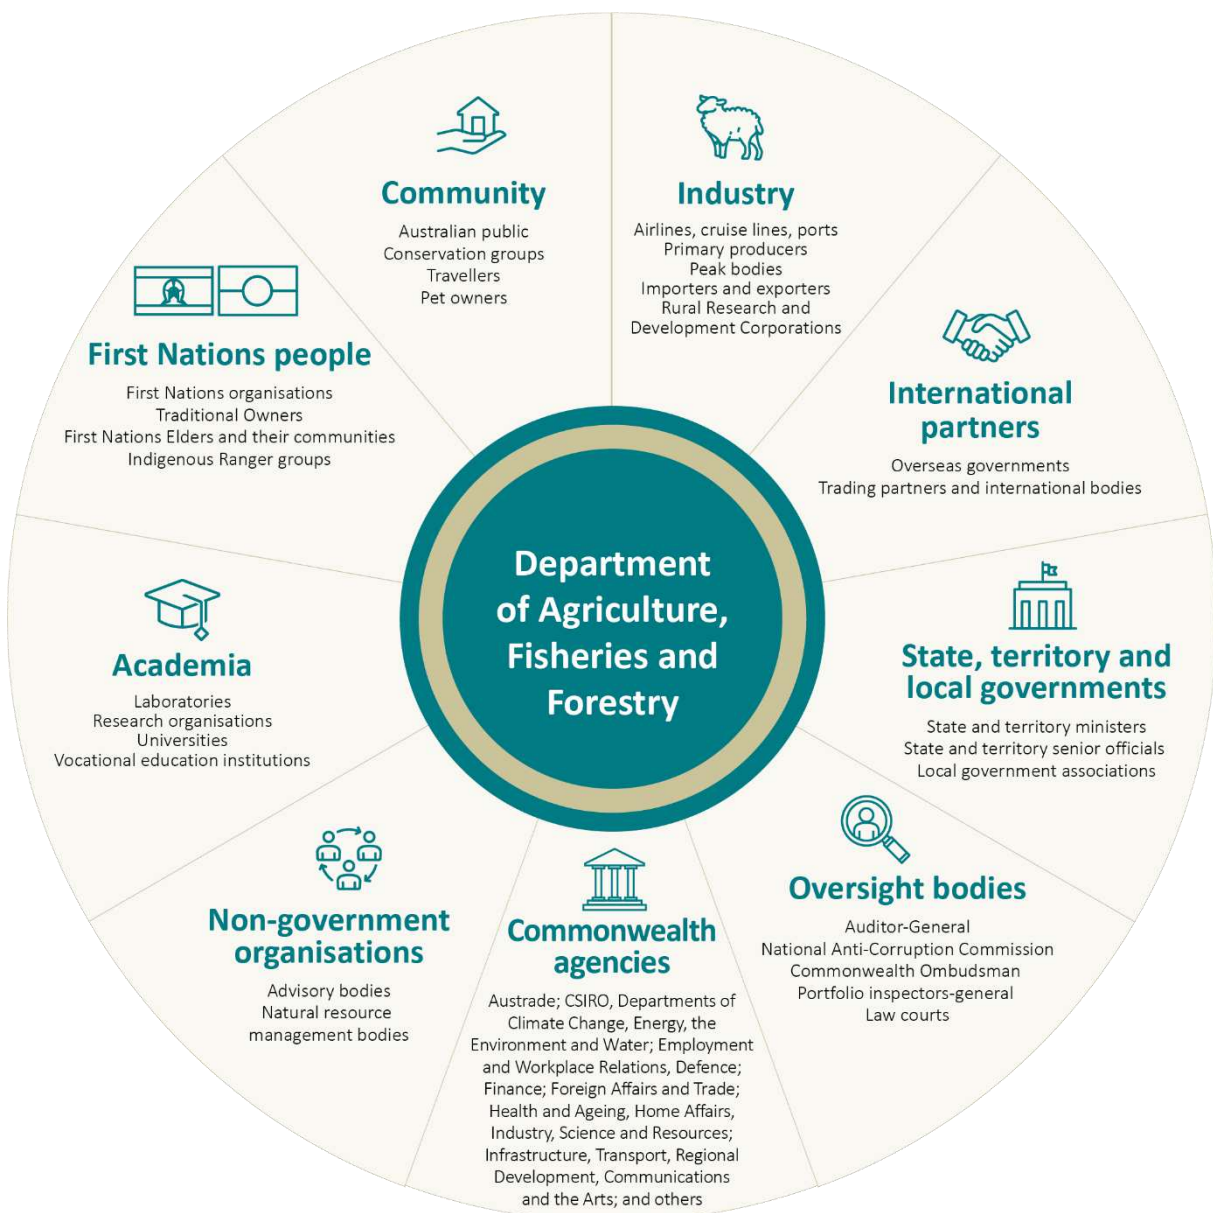 Community
Australian public
Conservation groups
Travellers
Pet owners
Industry
Airlines, cruise lines, ports
Primary producers
Peak bodies
Importers and exporters
Rural Research and
Development Corporations
International
partners
Overseas governments
Trading partners and international bodies
State, territory and
local governments
State and territory ministers
State and territory senior officials
Local government associations
Oversight bodies
Auditor-General
National Anti-Corruption Commission
Commonwealth Ombudsman
Portfolio inspectors-general
Law courts
Commonwealth
agencies
Austrade; CSIRO, Departments of
Climate Change, Energy, the
Environment and Water; Employment
and Workplace Relations, Defence;
Finance; Foreign Affairs and Trade;
Health and Ageing, Home Affairs,
Industry, Science and Resources;
Infrastructure, Transport, Regional
Development, Communications
and the Arts; and others
Non-government
organisations
Advisory bodies
Natural resource
management bodies
Academia
Laboratories
Research organisations
Universities
Vocational education institutions
First Nations people
First Nations organisations
Traditional Owners
First Nations Elders and their communities
Indigenous Ranger groups
Department
of Agriculture,
Fisheries and
Forestry